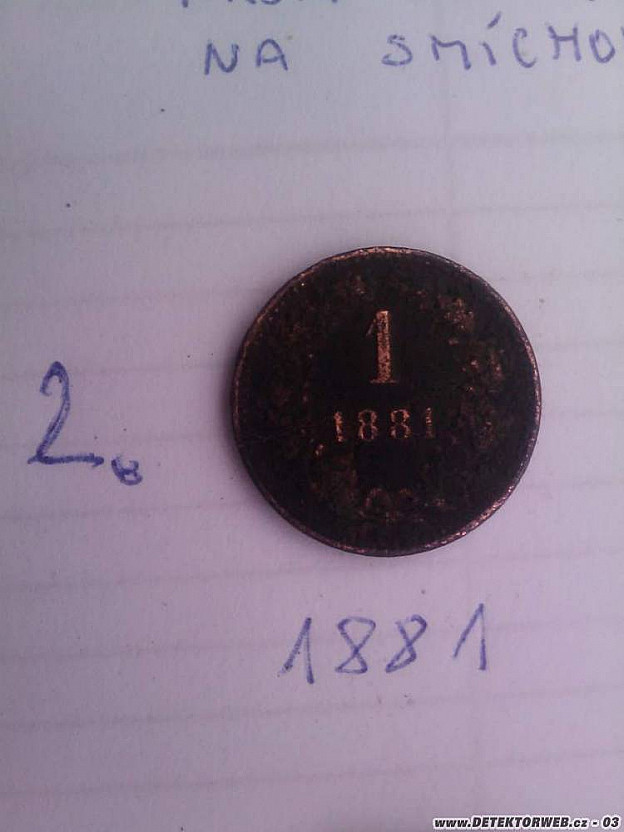 NA SMÍCHO
1
1881
2.
1881
www.DETEKTORWEB.cz - 03